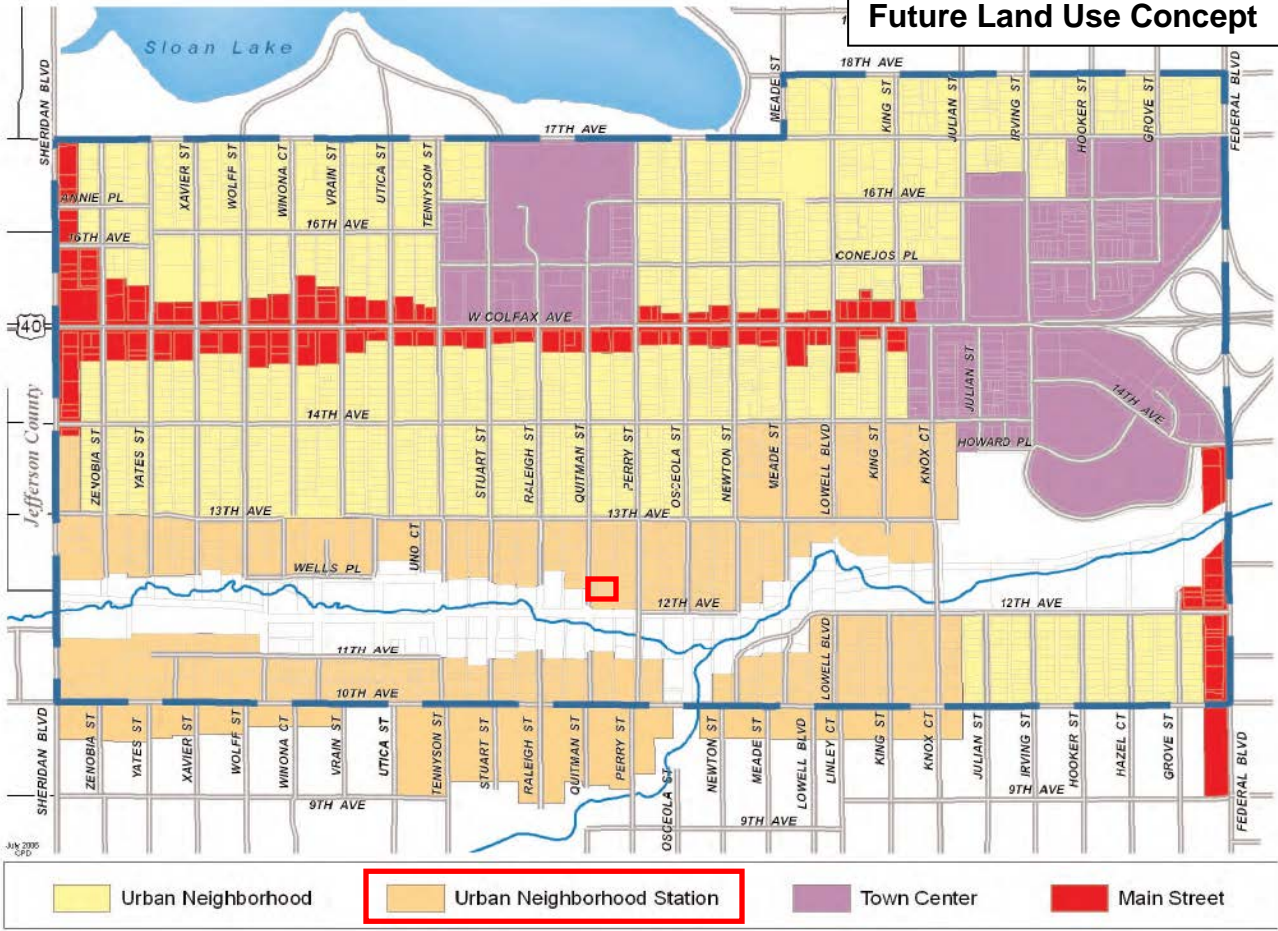 Future Land Use Concept
Sloan Lake
SHERIDAN BLVD
MEADE ST
18TH AVE
KING ST
JULIAN ST
IRVING ST
HOOKER ST
GROVE ST
FEDERAL BLVD
17TH AVE
XAVIER ST
WOLFF ST
WINONA CT
VRAIN ST
UTICA ST
TENNYSON ST
ANNIE PL
16TH AVE
16TH AVE
16TH AVE
CONEJOS PL
40
W COLFAX AVE
Jefferson County
JULIAN ST
14TH AVE
14TH AVE
HOWARD PL
ZENOBIA ST
YATES ST
STUART ST
RALEIGH ST
QUITMAN ST
PERRY ST
OSCEOLA ST
NEWTON ST
MEADE ST
LOWELL BLVD
KING ST
KNOX CT
13TH AVE
13TH AVE
UNO CT
WELLS PL
12TH AVE
12TH AVE
11TH AVE
LOWELL BLVD
10TH AVE
SHERIDAN BLVD
ZENOBIA ST
YATES ST
XAVIER ST
WOLFF ST
WINONA CT
VRAIN ST
UTICA ST
TENNYSON ST
STUART ST
RALEIGH ST
QUITMAN ST
PERRY ST
OSCEOLA ST
NEWTON ST
MEADE ST
LOWELL BLVD
LINLEY CT
KING ST
KNOX CT
JULIAN ST
IRVING ST
HOOKER ST
HAZEL CT
GROVE ST
FEDERAL BLVD
9TH AVE
9TH AVE
9TH AVE
July 2006
CPD
Urban Neighborhood
Urban Neighborhood Station
Town Center
Main Street